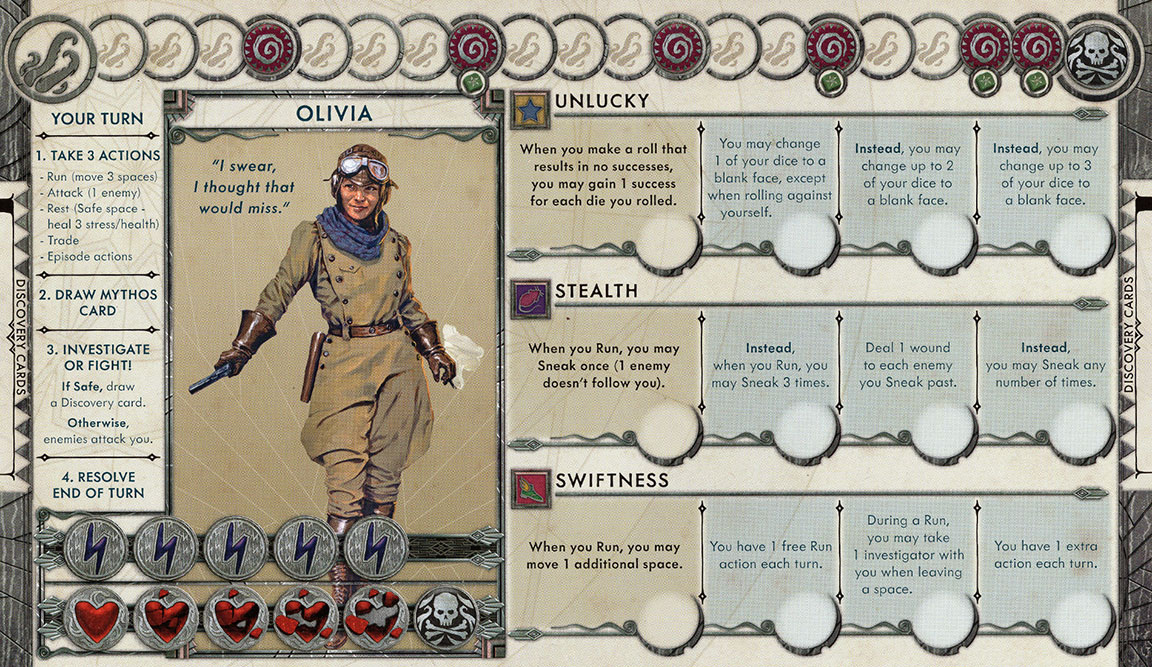 OLIVIA
"I swear,
I thought that
would miss."
YOUR TURN
1. TAKE 3 ACTIONS
- Run (move 3 spaces)
- Attack (1 enemy)
- Rest (Safe space -
heal 3 stress/health)
- Trade
- Episode actions
2. DRAW MYTHOS
CARD
3. INVESTIGATE
OR FIGHT!
If Safe, draw
a Discovery card.
Otherwise,
enemies attack you.
4. RESOLVE
END OF TURN
DISCOVERY CARDS
UNLUCKY
When you make a roll that
results in no successes,
you may gain 1 success
for each die you rolled.
You may change
1 of your dice to a
blank face, except
when rolling against
yourself.
Instead, you may
change up to 2
of your dice to
a blank face.
Instead, you may
change up to 3
of your dice to
a blank face.
STEALTH
When you Run, you may
Sneak once (1 enemy
doesn't follow you).
Instead,
when you Run, you
may Sneak 3 times.
Deal 1 wound
to each enemy
you Sneak past.
Instead,
you may Sneak any
number of times.
SWIFTNESS
When you Run, you may
move 1 additional space.
You have 1 free Run
action each turn.
During a Run,
you may take
1 investigator with
you when leaving
a space.
You have 1 extra
action each turn.
DISCOVERY CARDS